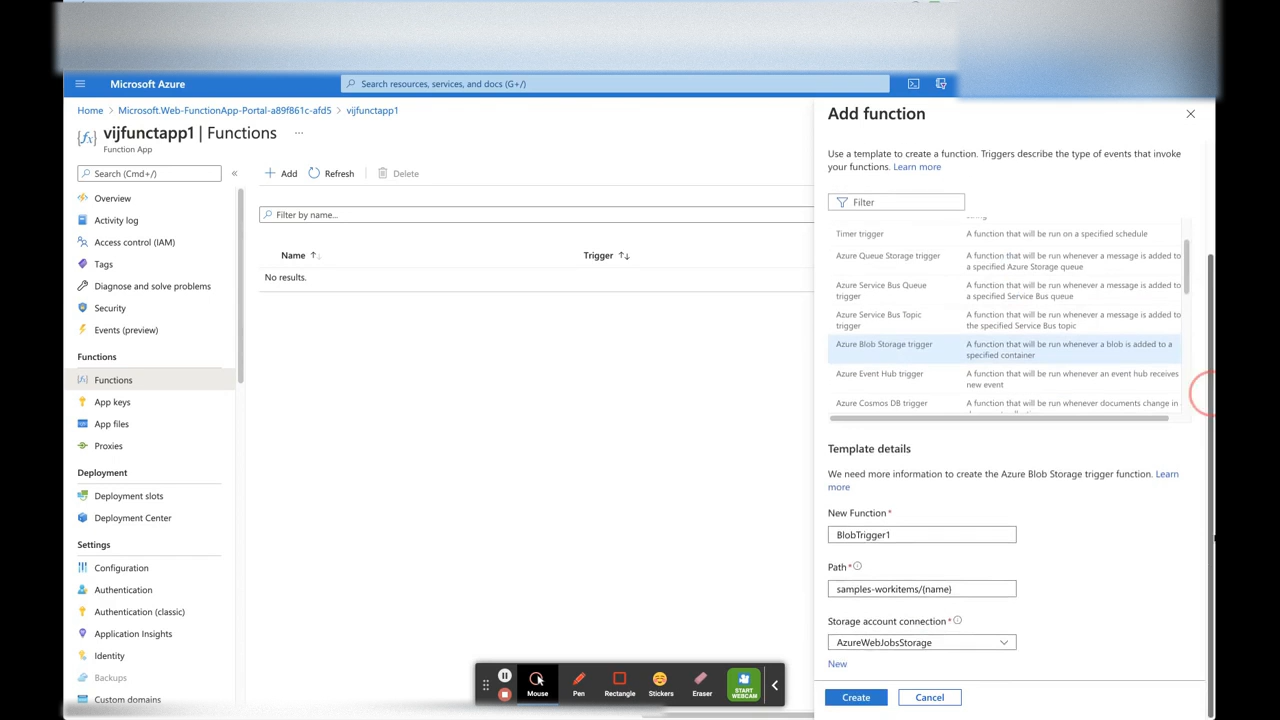 Microsoft Azure
Search resources, services, and docs (G+/)
Home > Microsoft.Web-FunctionApp-Portal-a89f861c-afd5 > vijfunctapp1
vijfunctapp1 | Functions ...
Function App
Search (Cmd+/)
«
Overview
Activity log
Access control (IAM)
Tags
Diagnose and solve problems
Security
Events (preview)
Functions
Functions
App keys
App files
Proxies
Deployment
Deployment slots
Deployment Center
Settings
Configuration
Authentication
Authentication (classic)
Application Insights
Identity
Backups
Custom domains
Add Refresh Delete
Filter by name...
Name Trigger
No results.
Add function
Use a template to create a function. Triggers describe the type of events that invoke
your functions. Learn more
Filter
Timer trigger A function that will be run on a specified schedule
Azure Queue Storage trigger A function that will be run whenever a message is added to
a specified Azure Storage queue
Azure Service Bus Queue A function that will be run whenever a message is added to
trigger a specified Service Bus queue
Azure Service Bus Topic A function that will be run whenever a message is added to
trigger the specified Service Bus topic
Azure Blob Storage trigger A function that will be run whenever a blob is added to a
specified container
Azure Event Hub trigger A function that will be run whenever an event hub receives
new event
Azure Cosmos DB trigger A function that will be run whenever documents change in
Template details
We need more information to create the Azure Blob Storage trigger function. Learn
more
New Function *
BlobTrigger1
Path *
samples-workitems/{name}
Storage account connection *
AzureWebJobsStorage
New
Create Cancel
Mouse Pen Rectangle Stickers Eraser START
WEBCAM